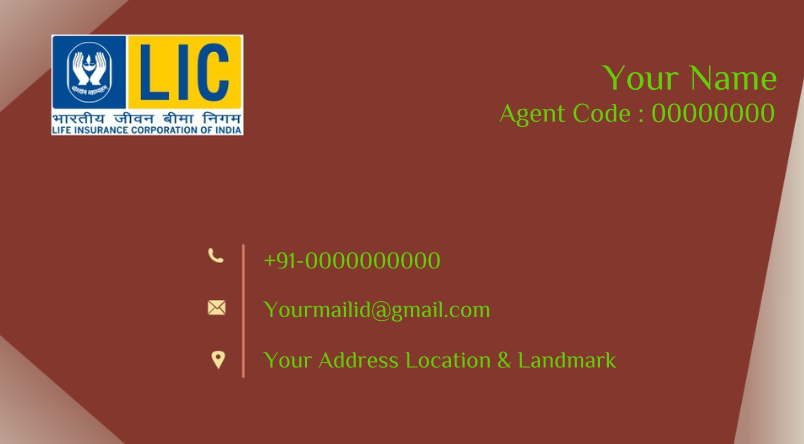 LIC
भारतीय जीवन बीमा निगम
LIFE INSURANCE CORPORATION OF INDIA
Your Name
Agent Code : 00000000
+91-0000000000
Yourmailid@gmail.com
Your Address Location & Landmark